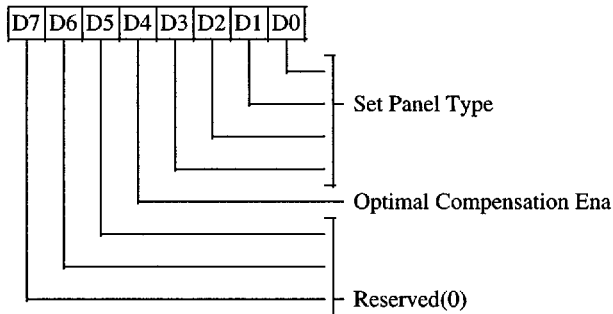 D7 D6 D5 D4 D3 D2 D1 D0
Set Panel Type
Optimal Compensation Ena
Reserved(0)